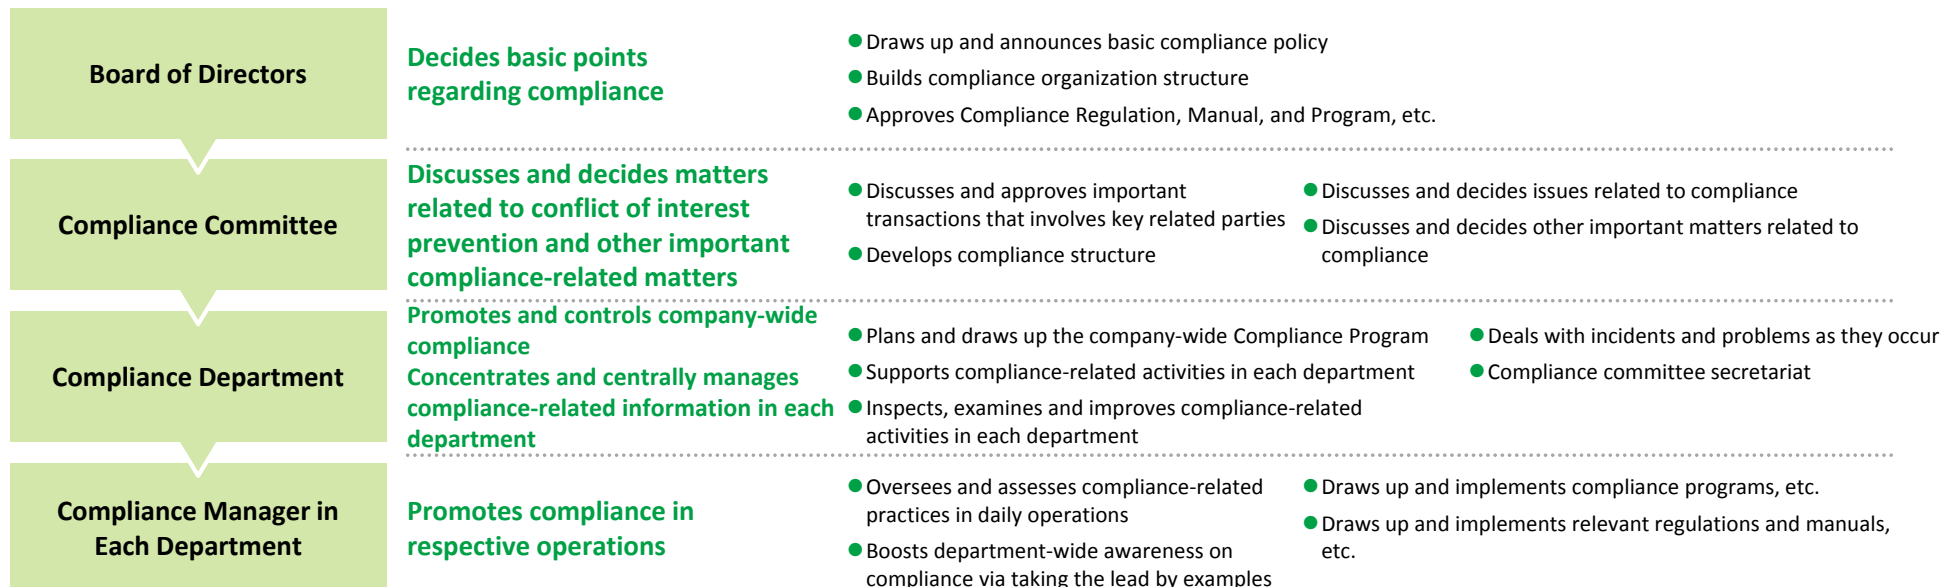 Board of Directors
Decides basic points
regarding compliance
● Draws up and announces basic compliance policy
● Builds compliance organization structure
● Approves Compliance Regulation, Manual, and Program, etc.
Compliance Committee
Discusses and decides matters
related to conflict of interest
prevention and other important
compliance-related matters
● Discusses and approves important
transactions that involves key related parties
● Develops compliance structure
● Discusses and decides issues related to compliance
● Discusses and decides other important matters related to
compliance
Compliance Department
Promotes and controls company-wide
compliance
Concentrates and centrally manages
compliance-related information in each
department
● Plans and draws up the company-wide Compliance Program
● Supports compliance-related activities in each department
● Inspects, examines and improves compliance-related
activities in each department
● Deals with incidents and problems as they occur
● Compliance committee secretariat
Compliance Manager in
Each Department
Promotes compliance in
respective operations
● Oversees and assesses compliance-related
practices in daily operations
● Boosts department-wide awareness on
compliance via taking the lead by examples
● Draws up and implements compliance programs, etc.
● Draws up and implements relevant regulations and manuals,
etc.